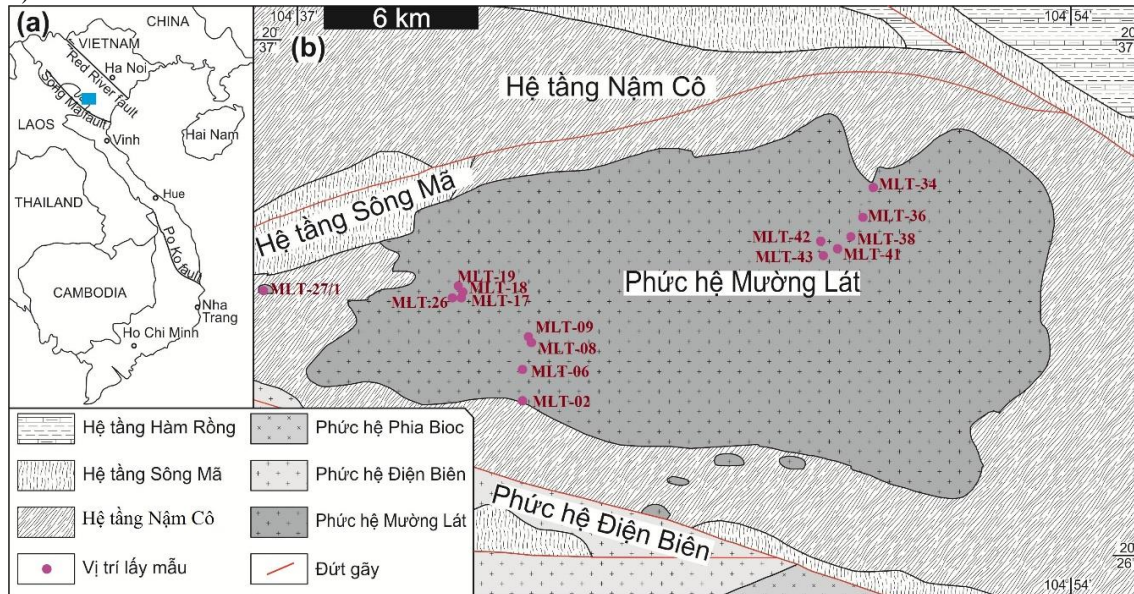 (a)
CHINA
VIETNAM
Red River fault
Ha Noi
Song Ma fault
LAOS
Vinh
Hai Nam
THAILAND
Hue
Po Ko fault
CAMBODIA
Nha
Trang
Ho Chi Minh
(b)
104 37'
6 km
104 54'
20
37'
20
37'
Hệ tầng Nậm Cô
Hệ tầng Sông Mã
MLT-34
MLT-36
MLT-42
MLT-38
MLT-43
MLT-41
Phức hệ Mường Lát
MLT-27/1
MLT-19
MLT-18
MLT-26
MLT-17
MLT-09
MLT-08
MLT-06
MLT-02
Phức hệ Điện Biên
20
26'
104 54'
Hệ tầng Hàm Rồng
Phức hệ Phia Bioc
Hệ tầng Sông Mã
Phức hệ Điện Biên
Hệ tầng Nậm Cô
Phức hệ Mường Lát
Vị trí lấy mẫu
Đứt gãy